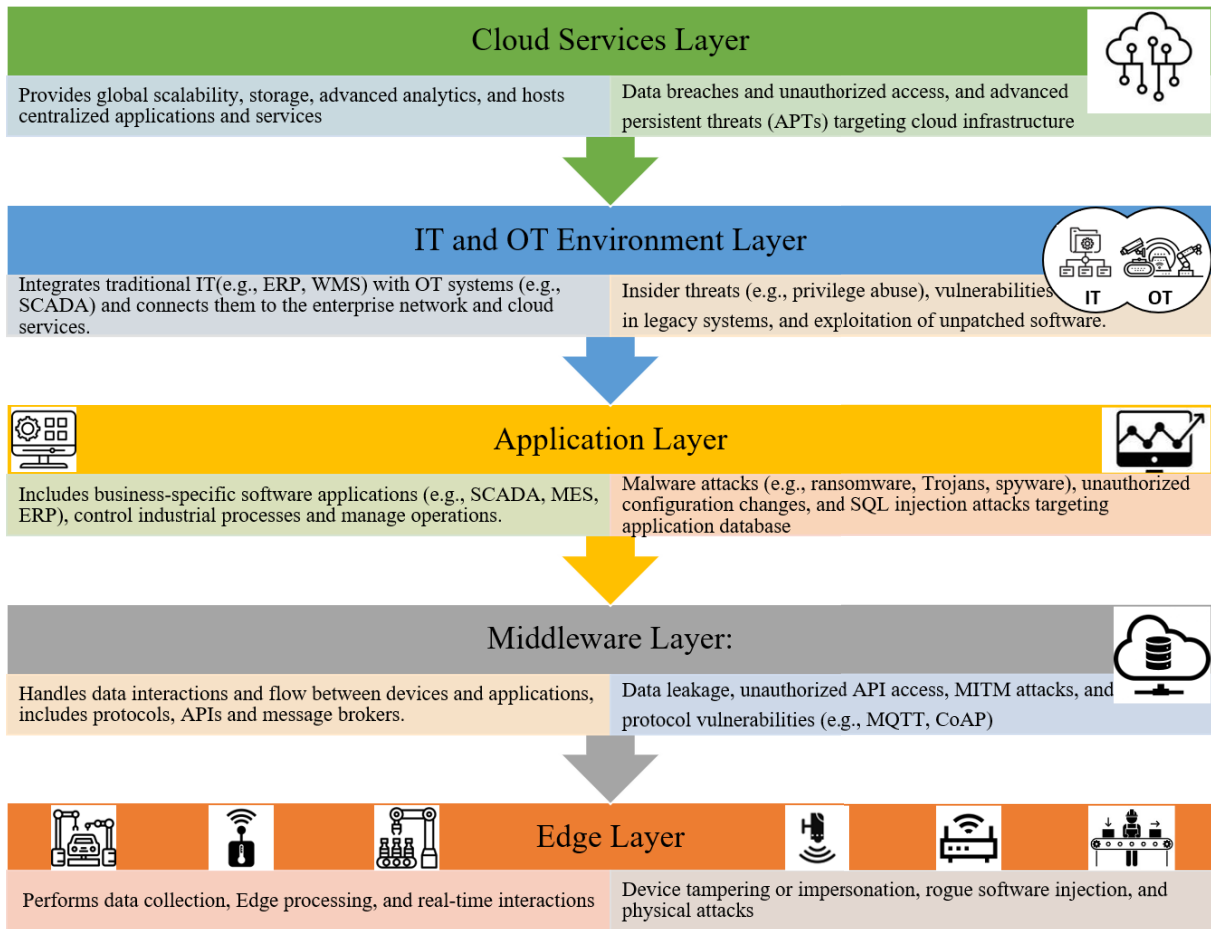 Cloud Services Layer
Provides global scalability, storage, advanced analytics, and hosts
centralized applications and services
Data breaches and unauthorized access, and advanced
persistent threats (APTs) targeting cloud infrastructure
IT and OT Environment Layer
IT
OT
Integrates traditional IT(e.g., ERP, WMS) with OT systems (e.g.,
SCADA) and connects them to the enterprise network and cloud
services.
Insider threats (e.g., privilege abuse), vulnerabilities
in legacy systems, and exploitation of unpatched software.
Application Layer
Includes business-specific software applications (e.g., SCADA, MES,
ERP), control industrial processes and manage operations.
Malware attacks (e.g., ransomware, Trojans, spyware), unauthorized
configuration changes, and SQL injection attacks targeting
application database
Middleware Layer:
Handles data interactions and flow between devices and applications,
includes protocols, APIs and message brokers.
Data leakage, unauthorized API access, MITM attacks, and
protocol vulnerabilities (e.g., MQTT, CoAP)
Edge Layer
Performs data collection, Edge processing, and real-time interactions
Device tampering or impersonation, rogue software injection, and
physical attacks